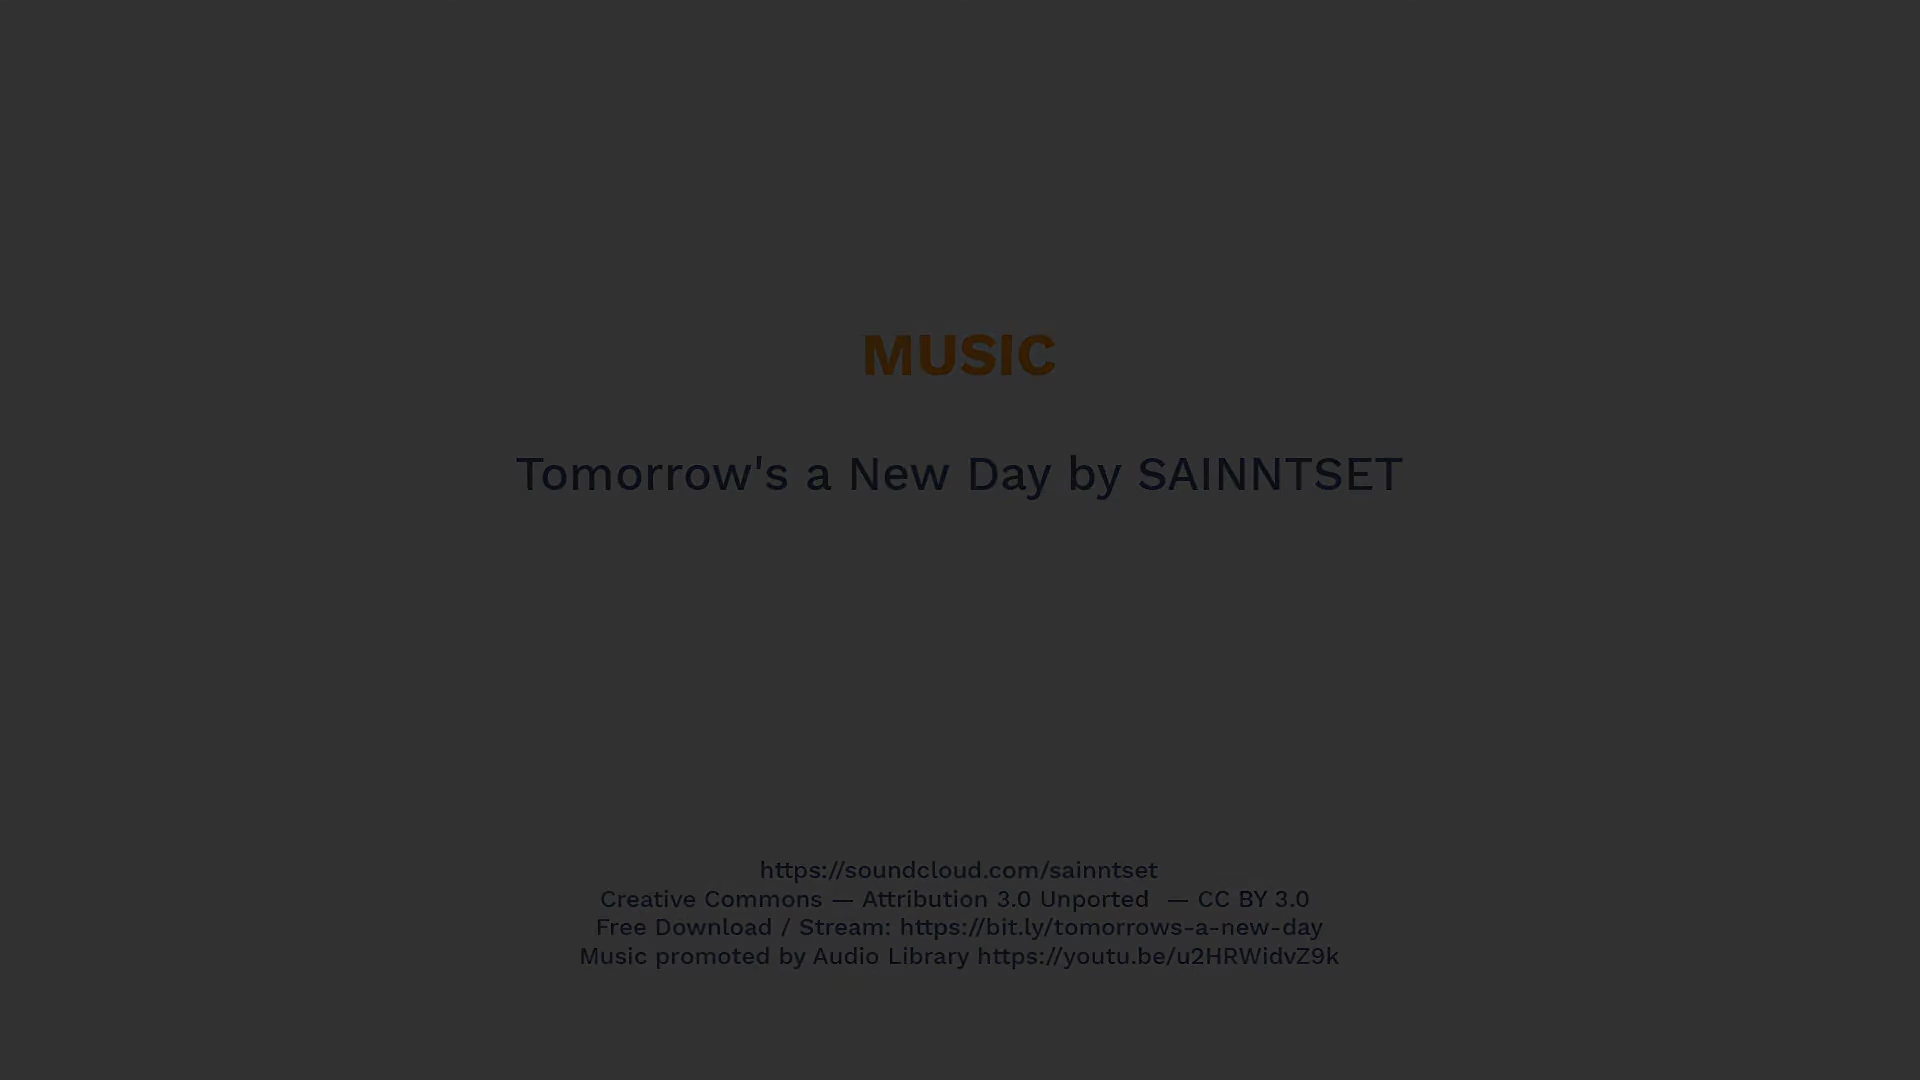 MUSIC
Tomorrow's a New Day by SAINNTSET
https://soundcloud.com/sainntset
Creative Commons — Attribution 3.0 Unported  — CC BY 3.0
Free Download / Stream: https://bit.ly/tomorrows-a-new-day
Music promoted by Audio Library https://youtu.be/u2HRWidvZ9k